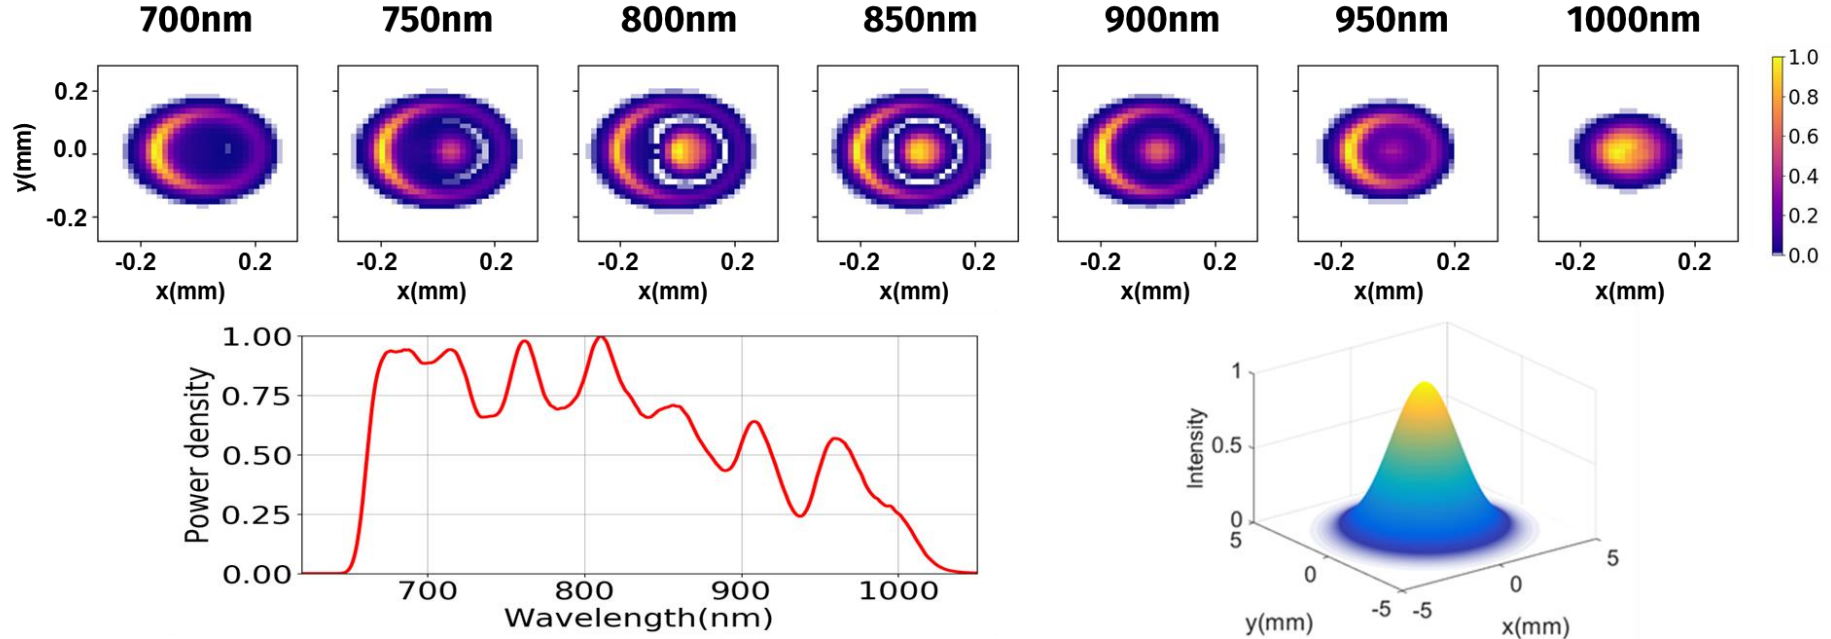 700nm 750nm 800nm 850nm 900nm 950nm 1000nm
1.0
0.8
0.6
0.4
0.2
0.0
y(mm)
0.2
0.0
-0.2
-0.2 0.2 -0.2 0.2 -0.2 0.2 -0.2 0.2 -0.2 0.2 -0.2 0.2 -0.2 0.2
x(mm) x(mm) x(mm) x(mm) x(mm) x(mm) x(mm)
Power density
1.00
0.75
0.50
0.25
0.00
700 800 900 1000
Wavelength(nm)
Intensity
1
0.5
0
5
0
-5
y(mm)
-5
0
5
x(mm)